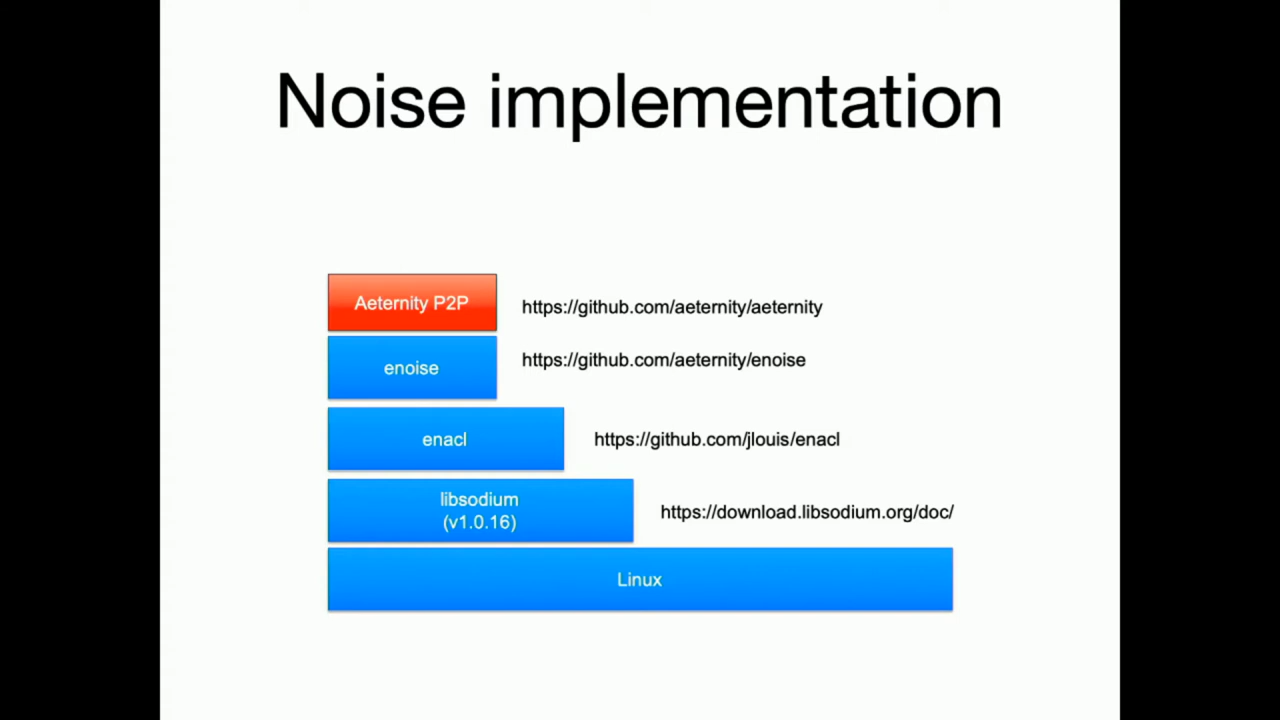 Noise implementation
Aeternity P2P
https://github.com/aeternity/aeternity
enoise
https://github.com/aeternity/enoise
enacl
https://github.com/jlouis/enacl
libsodium
(v1.0.16)
https://download.libsodium.org/doc/
Linux